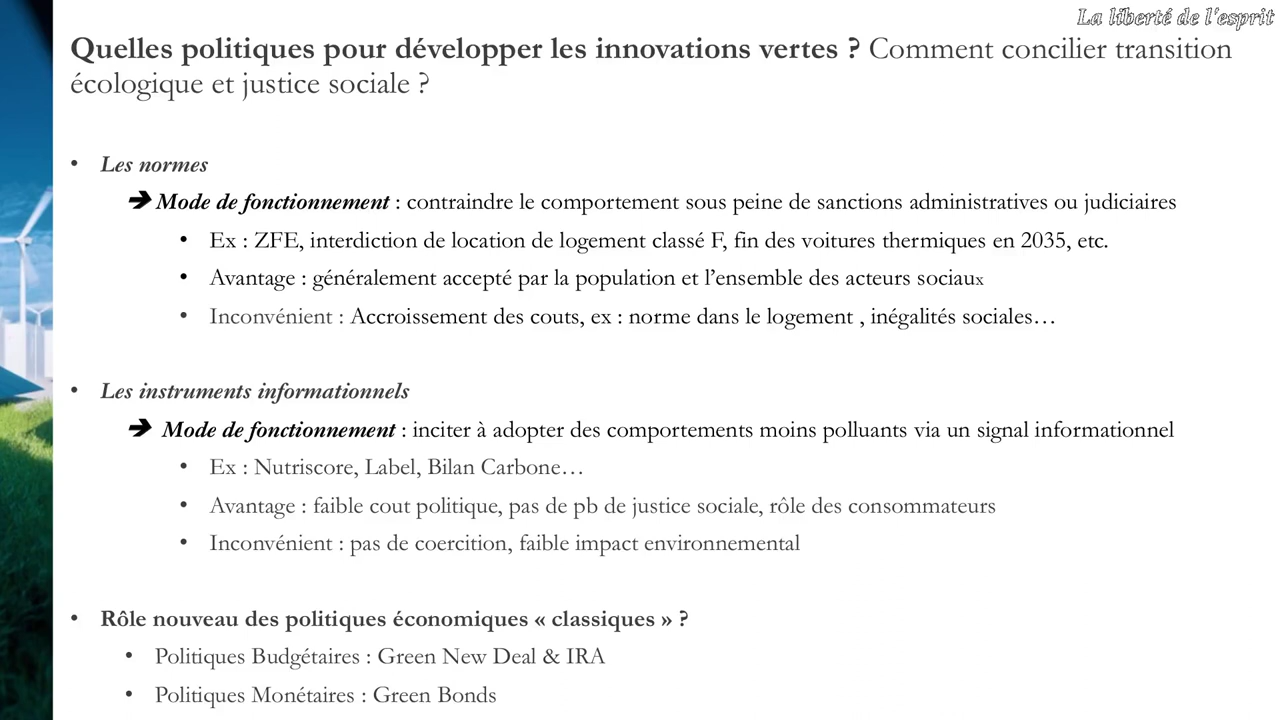 La liberté de l'esprit
Quelles politiques pour développer les innovations vertes ? Comment concilier transition
écologique et justice sociale ?
• Les normes
➔ Mode de fonctionnement : contraindre le comportement sous peine de sanctions administratives ou judiciaires
• Ex : ZFE, interdiction de location de logement classé F, fin des voitures thermiques en 2035, etc.
• Avantage : généralement accepté par la population et l’ensemble des acteurs sociaux
• Inconvénient : Accroissement des couts, ex : norme dans le logement , inégalités sociales…
• Les instruments informationnels
➔ Mode de fonctionnement : inciter à adopter des comportements moins polluants via un signal informationnel
• Ex : Nutriscore, Label, Bilan Carbone…
• Avantage : faible cout politique, pas de pb de justice sociale, rôle des consommateurs
• Inconvénient : pas de coercition, faible impact environnemental
• Rôle nouveau des politiques économiques « classiques » ?
• Politiques Budgétaires : Green New Deal & IRA
• Politiques Monétaires : Green Bonds